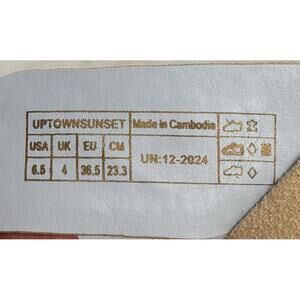 UPTOWNSUNSET Made in Cambodia
USA UK EU CM
6.5 4 36.5 23.3
UN:12-2024